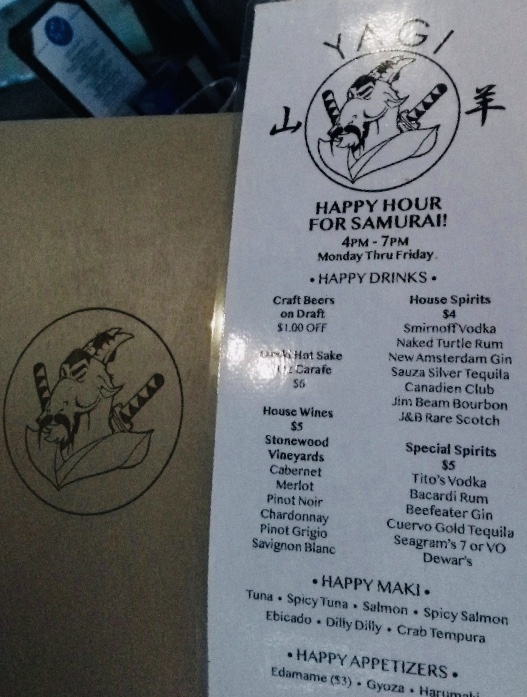 YAGI
山 羊
HAPPY HOUR
FOR SAMURAI!
4PM - 7PM
Monday Thru Friday.
• HAPPY DRINKS •
Craft Beers
on Draft
$1.00 OFF
Hot Sake
Carafe
$6
House Wines
$5
Stonewood
Vineyards
Cabernet
Merlot
Pinot Noir
Chardonnay
Pinot Grigio
Savignon Blanc
House Spirits
$4
Smirnoff Vodka
Naked Turtle Rum
New Amsterdam Gin
Sauza Silver Tequila
Canadien Club
Jim Beam Bourbon
J&B Rare Scotch
Special Spirits
$5
Tito's Vodka
Bacardi Rum
Beefeater Gin
Cuervo Gold Tequila
Seagram's 7 or VO
Dewar's
• HAPPY MAKI •
Tuna • Spicy Tuna • Salmon • Spicy Salmon
Ebicado • Dilly Dilly • Crab Tempura
• HAPPY APPETIZERS •
Edamame ($3) • Gyoza • Harumaki